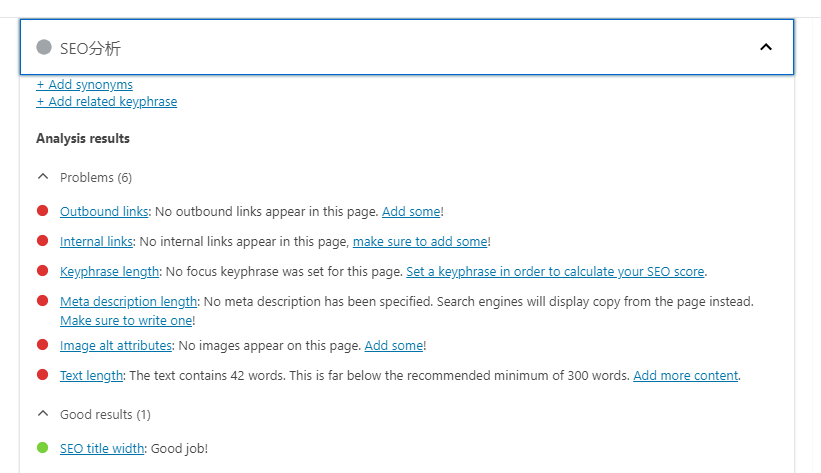 SEO分析
+ Add synonyms
+ Add related keyphrase
Analysis results
Problems (6)
Outbound links: No outbound links appear in this page. Add some!
Internal links: No internal links appear in this page, make sure to add some!
Keyphrase length: No focus keyphrase was set for this page. Set a keyphrase in order to calculate your SEO score.
Meta description length: No meta description has been specified. Search engines will display copy from the page instead.
Make sure to write one!
Image alt attributes: No images appear on this page. Add some!
Text length: The text contains 42 words. This is far below the recommended minimum of 300 words. Add more content.
Good results (1)
SEO title width: Good job!